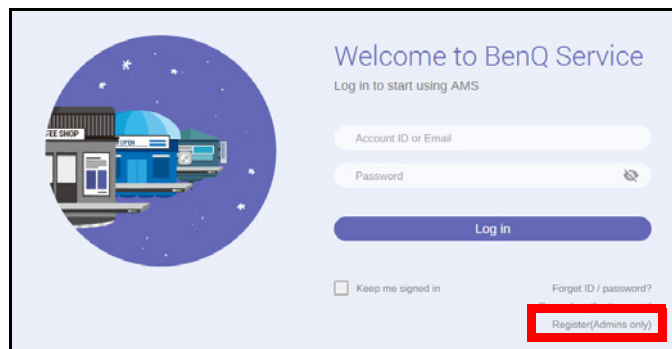 FEE SHOP
OPEN
Welcome to BenQ Service
Log in to start using AMS
Account ID or Email
Password
Log in
Keep me signed in
Forget ID / password?
Register(Admins only)